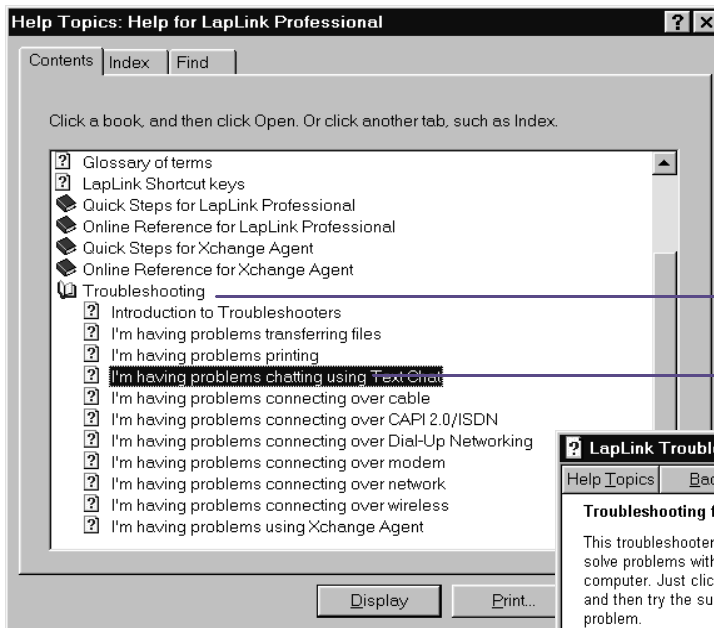 Help Topics: Help for LapLink Professional
Contents
Index
Find
Click a book, and then click Open. Or click another tab, such as Index.
Glossary of terms
LapLink Shortcut keys
Quick Steps for LapLink Professional
Online Reference for LapLink Professional
Quick Steps for Xchange Agent
Online Reference for Xchange Agent
Troubleshooting
Introduction to Troubleshooters
I'm having problems transferring files
I'm having problems printing
I'm having problems chatting using Text Chat
I'm having problems connecting over cable
I'm having problems connecting over CAPI 2.0/ISDN
I'm having problems connecting over Dial-Up Networking
I'm having problems connecting over modem
I'm having problems connecting over network
I'm having problems connecting over wireless
I'm having problems using Xchange Agent
Display
Print...
LapLink
Help Topics
Troubleshooting
This troubleshooter
solve problems
computer. Just
and then try the
problem.